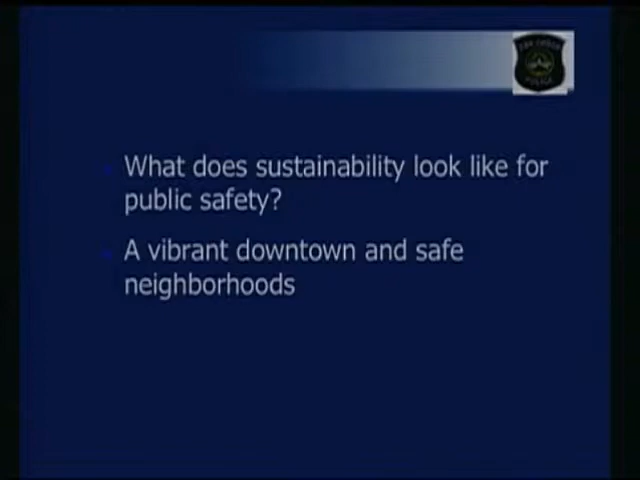 What does sustainability look like for
public safety?
A vibrant downtown and safe
neighborhoods